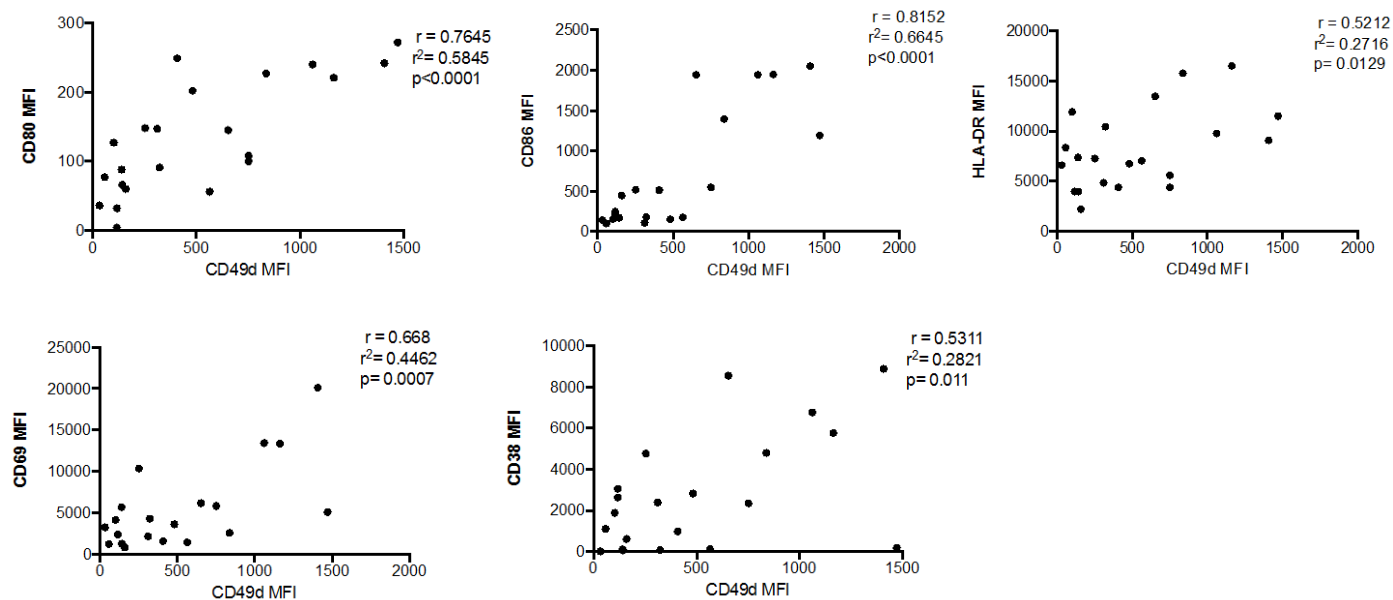 300
200
100
0
0
500
1000
1500
CD80 MFI
CD49d MFI
r = 0.7645
r²= 0.5845
p<0.0001
2500
2000
1500
1000
500
0
0
500
1000
1500
2000
CD86 MFI
CD49d MFI
r = 0.8152
r²= 0.6645
p<0.0001
20000
15000
10000
5000
0
0
500
1000
1500
2000
HLA-DR MFI
CD49d MFI
r = 0.5212
r²= 0.2716
p= 0.0129
25000
20000
15000
10000
5000
0
0
500
1000
1500
2000
CD69 MFI
CD49d MFI
r = 0.668
r²= 0.4462
p= 0.0007
10000
8000
6000
4000
2000
0
0
500
1000
1500
CD38 MFI
CD49d MFI
r = 0.5311
r²= 0.2821
p= 0.011